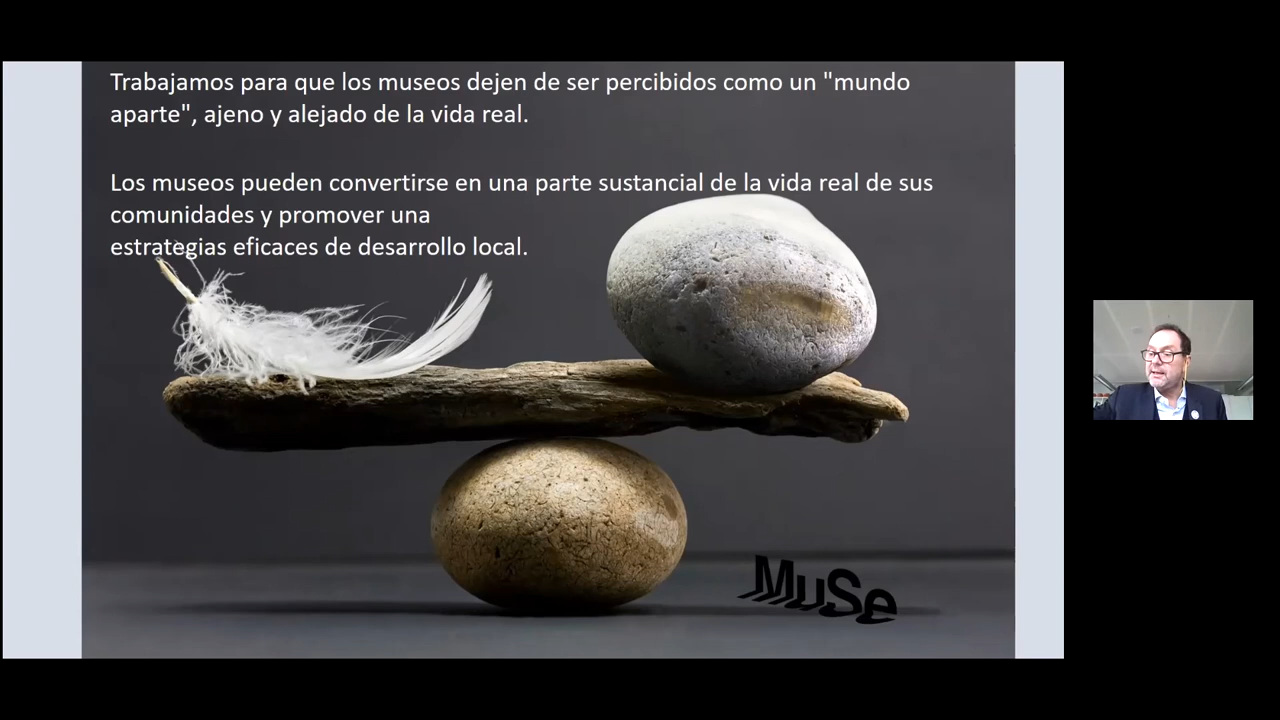 Trabajamos para que los museos dejen de ser percibidos como un "mundo
aparte", ajeno y alejado de la vida real.
Los museos pueden convertirse en una parte sustancial de la vida real de sus
comunidades y promover una
estrategias eficaces de desarrollo local.
MuSe